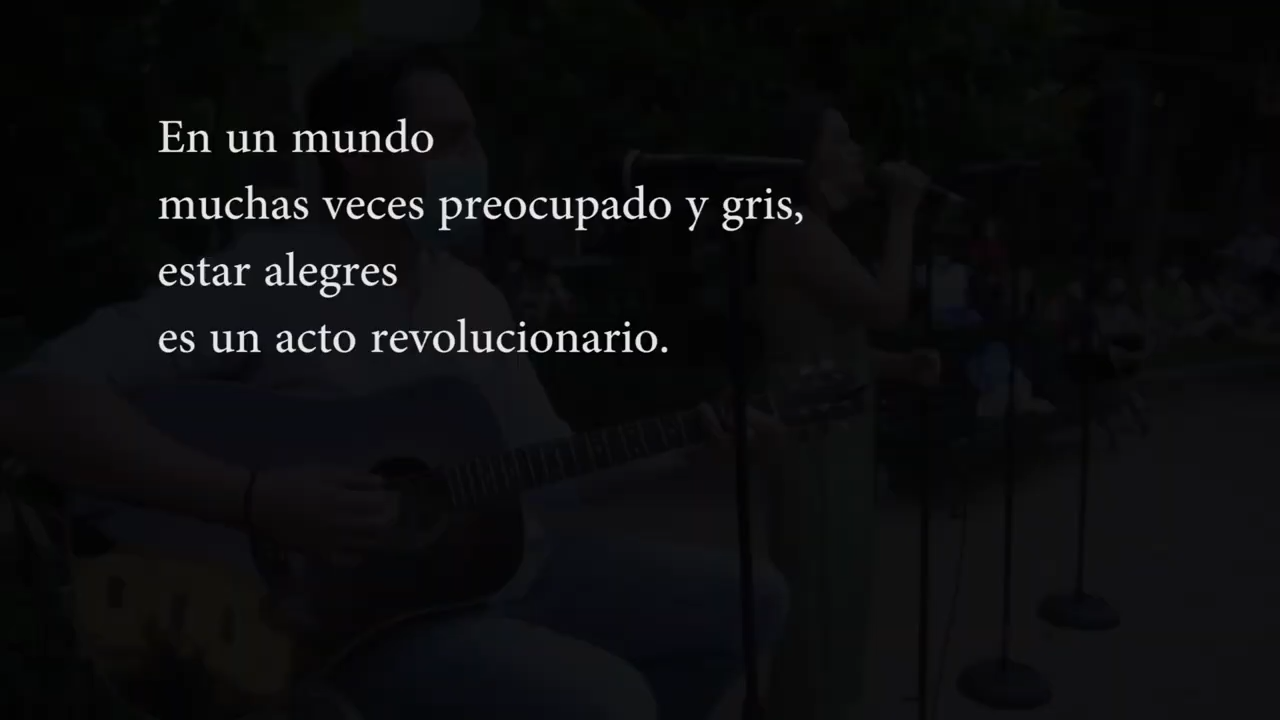 En un mundo
muchas veces preocupado y gris,
estar alegres
es un acto revolucionario.